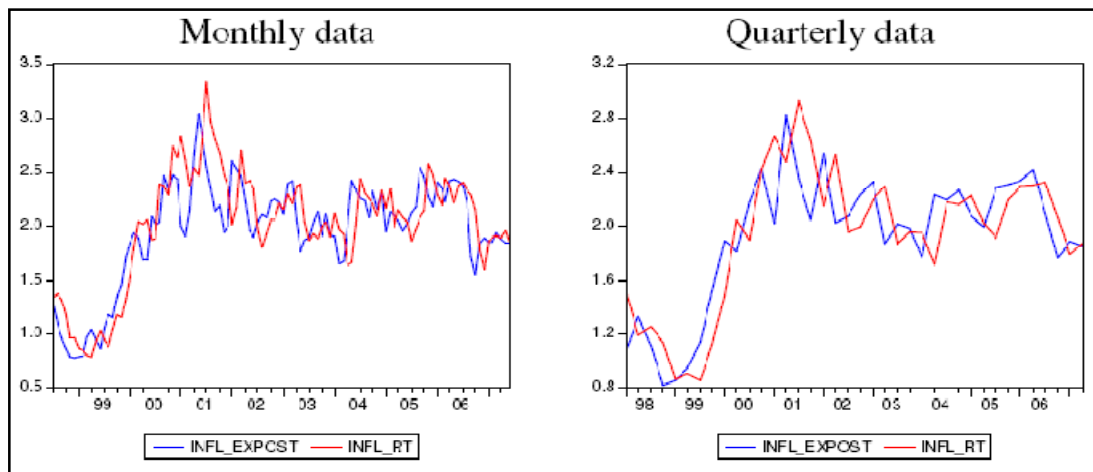 Monthly data
Quarterly data
3.5
3.0
2.5
2.0
1.5
1.0
0.5
99 00 01 02 03 04 05 06
INFL_EXPCST INFL_RT
3.2
2.8
2.4
2.0
1.6
1.2
0.8
98 99 00 01 02 03 04 05 06
INFL_EXPOST INFL_RT